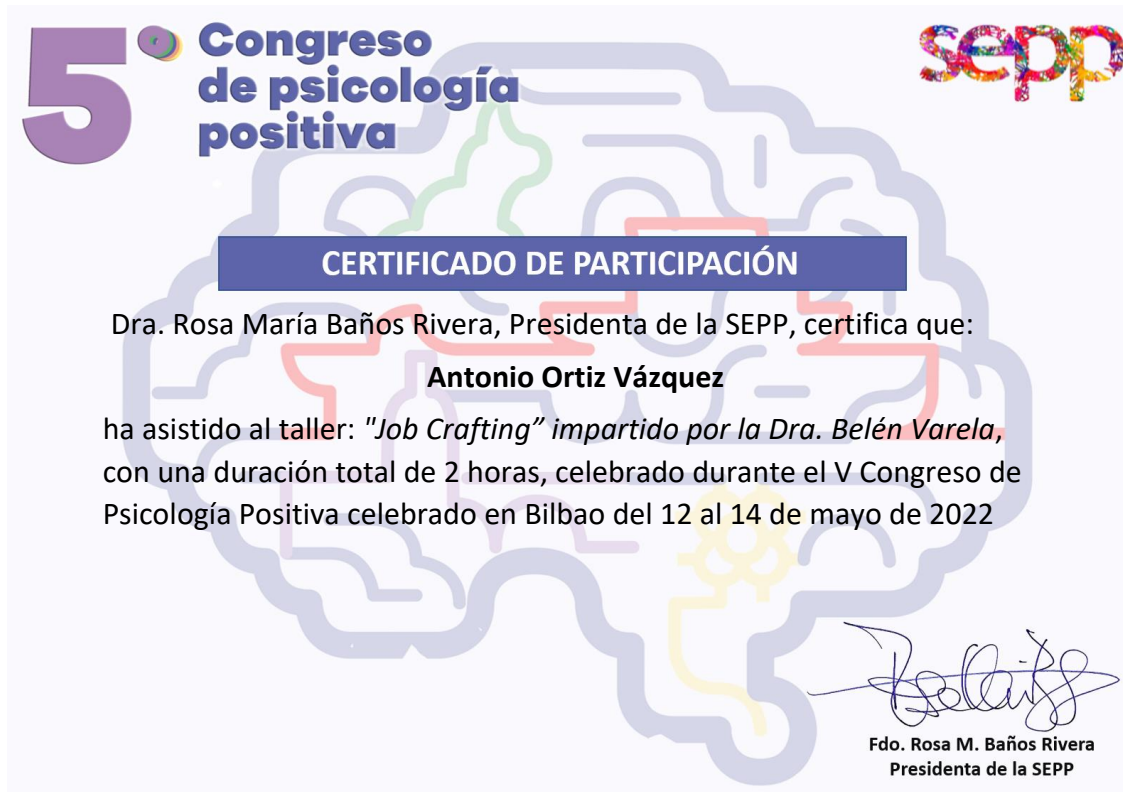 5º Congreso
de psicología
positiva
sepp
CERTIFICADO DE PARTICIPACIÓN
Dra. Rosa María Baños Rivera, Presidenta de la SEPP, certifica que:
Antonio Ortiz Vázquez
ha asistido al taller: "Job Crafting” impartido por la Dra. Belén Varela,
con una duración total de 2 horas, celebrado durante el V Congreso de
Psicología Positiva celebrado en Bilbao del 12 al 14 de mayo de 2022
Fdo. Rosa M. Baños Rivera
Presidenta de la SEPP